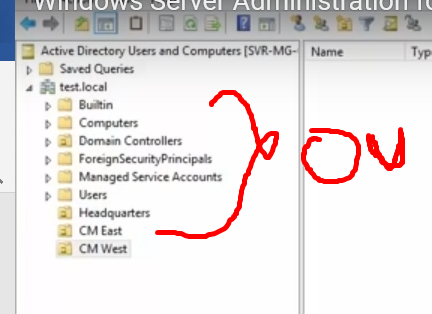 Windows Server Administration fo
Active Directory Users and Computers [SVR-MG-
Name
Typ
Saved Queries
test.local
Builtin
Computers
Domain Controllers
ForeignSecurityPrincipals
Managed Service Accounts
Users
Headquarters
CM East
CM West
OU